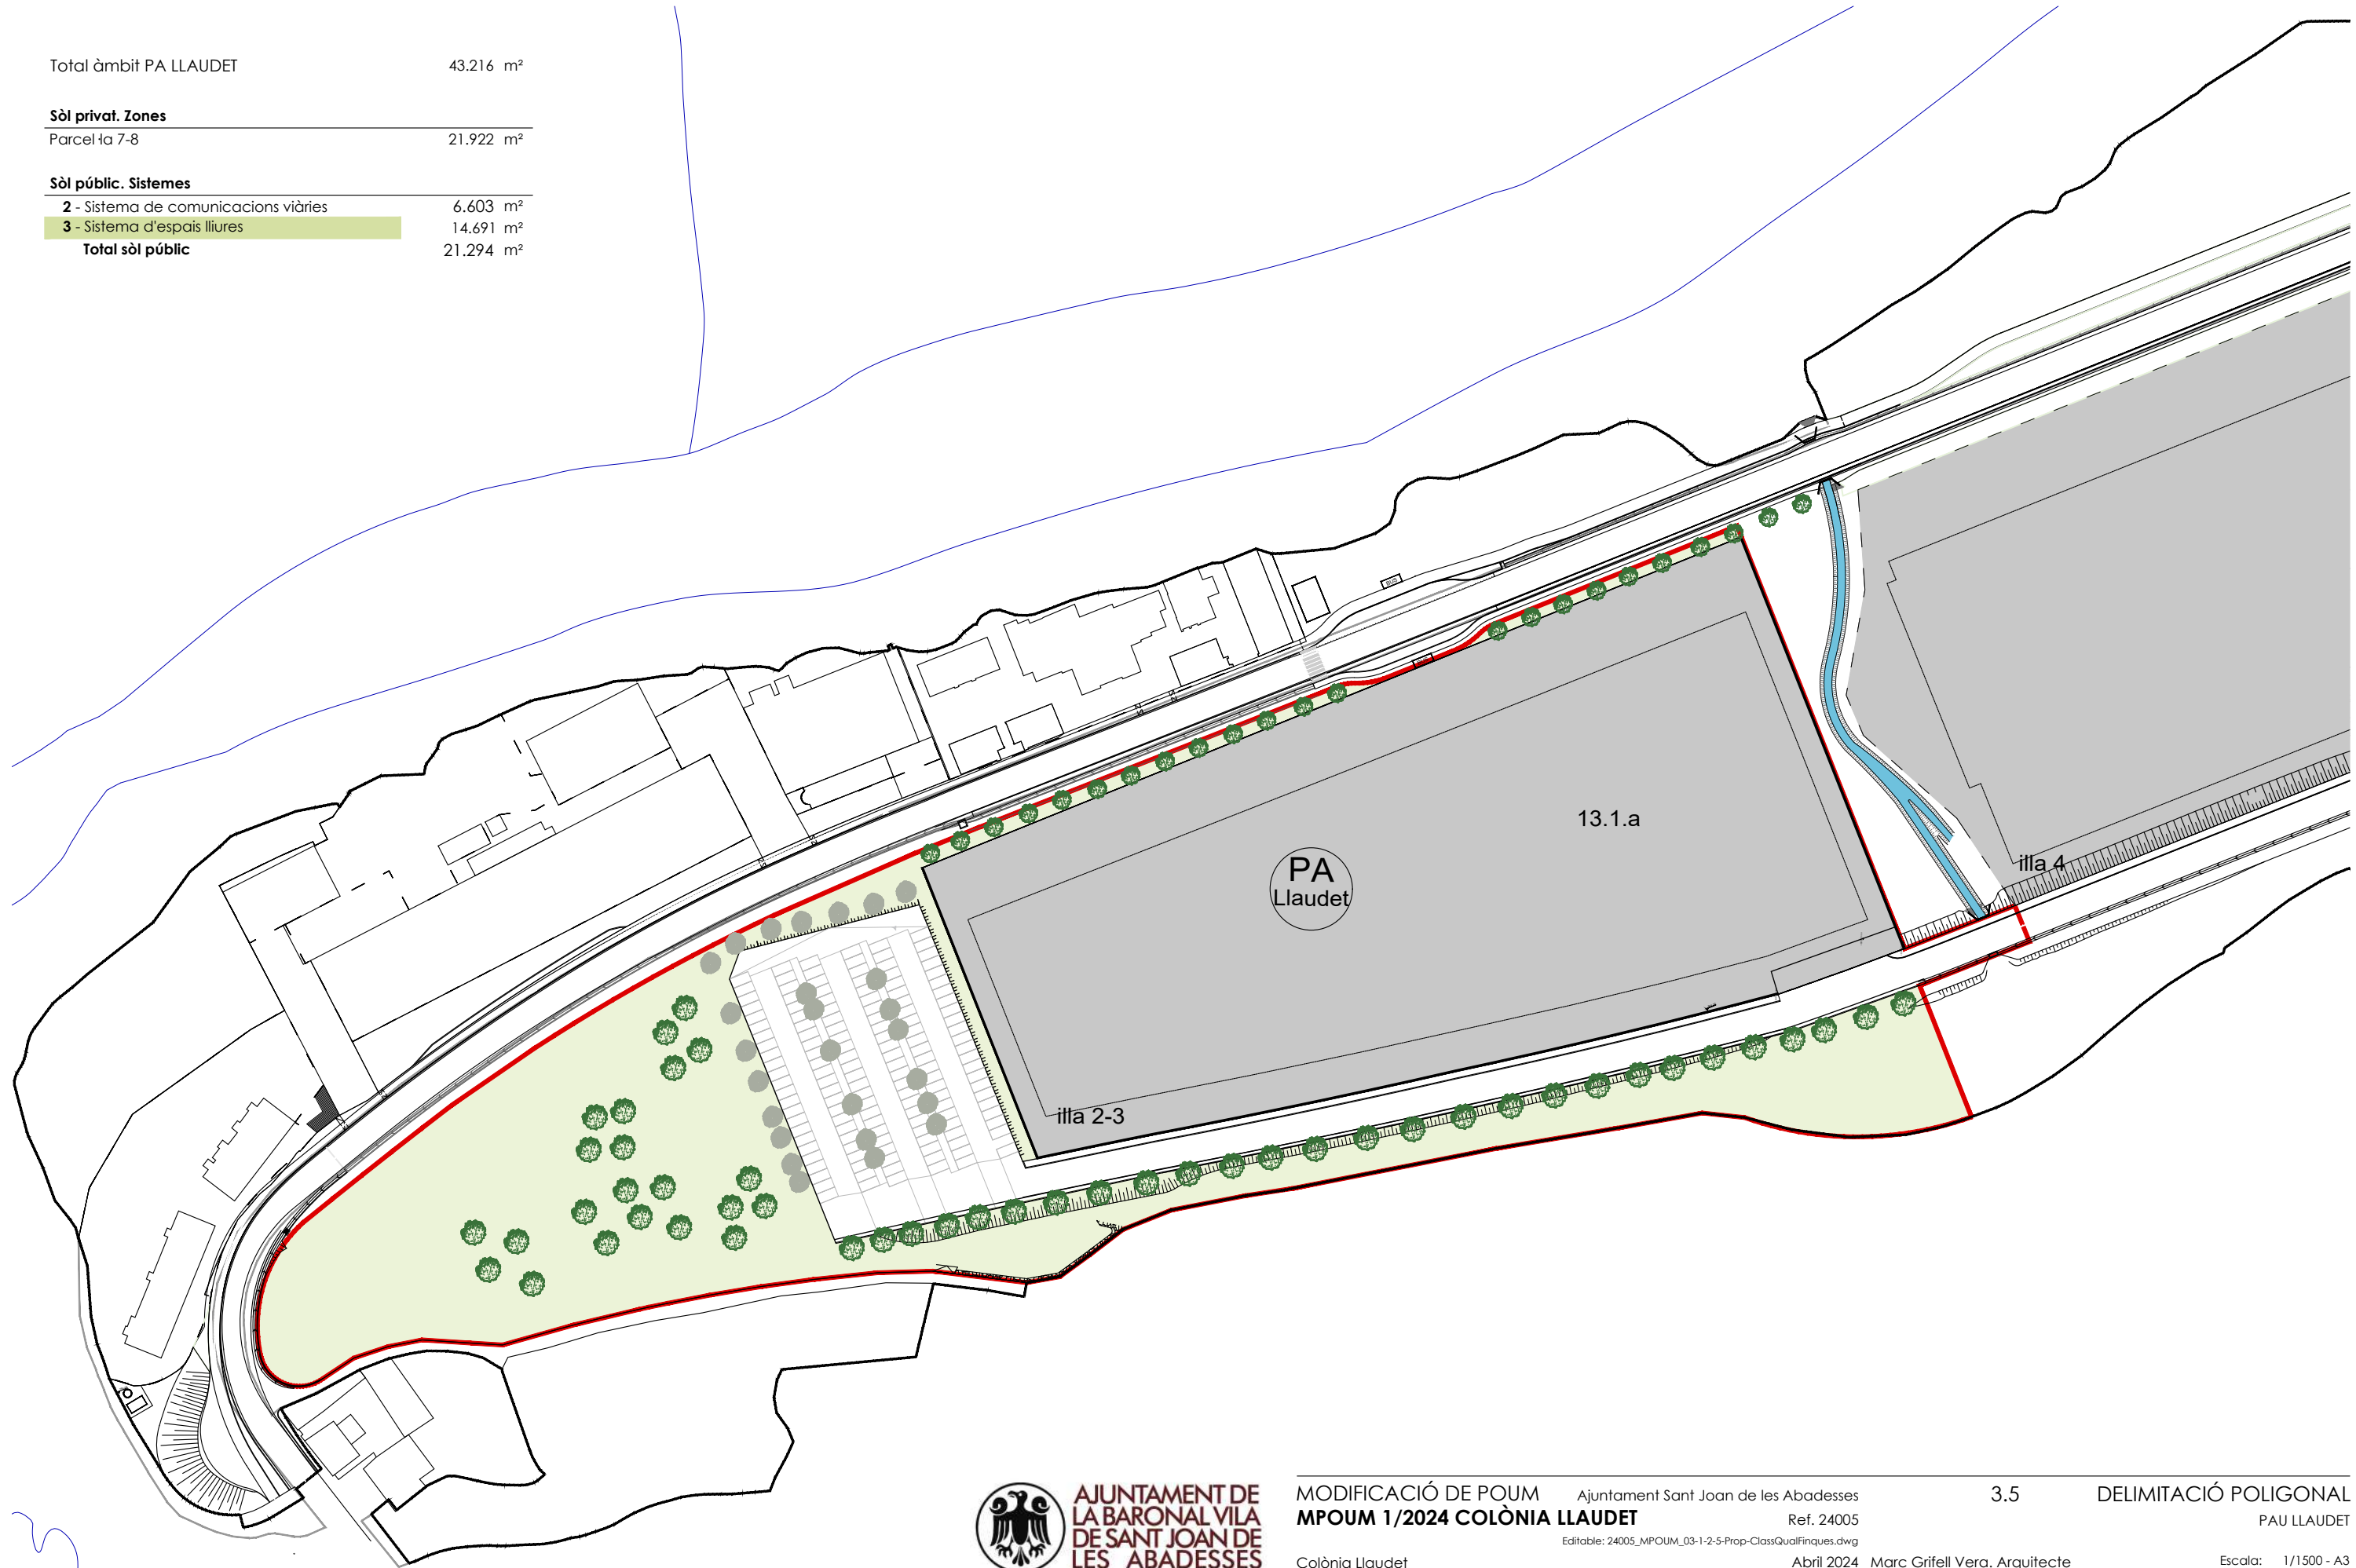 Total àmbit PA LLAUDET 43.216 m²
Sòl privat. Zones
Parcel·la 7-8 21.922 m²
Sòl públic. Sistemes
2 - Sistema de comunicacions viàries 6.603 m²
3 - Sistema d'espais lliures 14.691 m²
Total sòl públic 21.294 m²
13.1.a
PA
Llaudet
illa 4
illa 2-3
AJUNTAMENT DE
LA BARONAL VILA
DE SANT JOAN DE
LES ABADESSES
MODIFICACIÓ DE POUM Ajuntament Sant Joan de les Abadesses 3.5 DELIMITACIÓ POLIGONAL
MPOUM 1/2024 COLÒNIA LLAUDET Ref. 24005 PAU LLAUDET
Editable: 24005_MPOUM_03-1-2-5-Prop-ClassQualFinques.dwg
Colònia Llaudet Abril 2024 Marc Grifell Vera. Arquitecte Escala: 1/1500 - A3